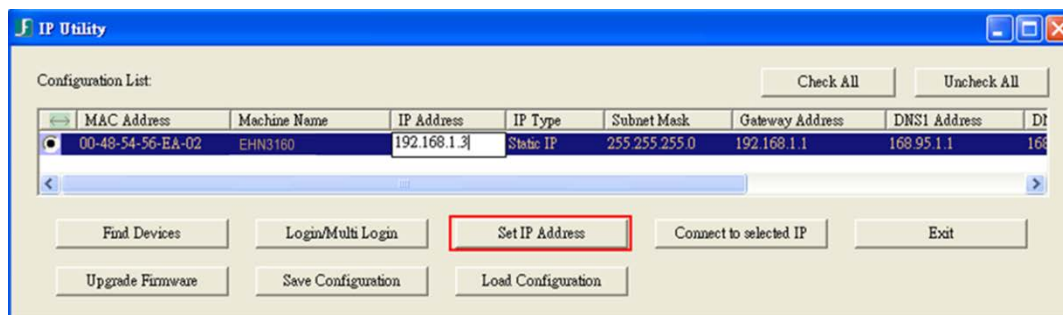 IP Utility
Configuration List:
Check All
Uncheck All
MAC Address Machine Name IP Address IP Type Subnet Mask Gateway Address DNS1 Address
00-48-54-56-EA-02 EHN3160 192.168.1.3 Static IP 255.255.255.0 192.168.1.1 168.95.1.1 168
Find Devices Login/Multi Login Set IP Address Connect to selected IP Exit
Upgrade Firmware Save Configuration Load Configuration